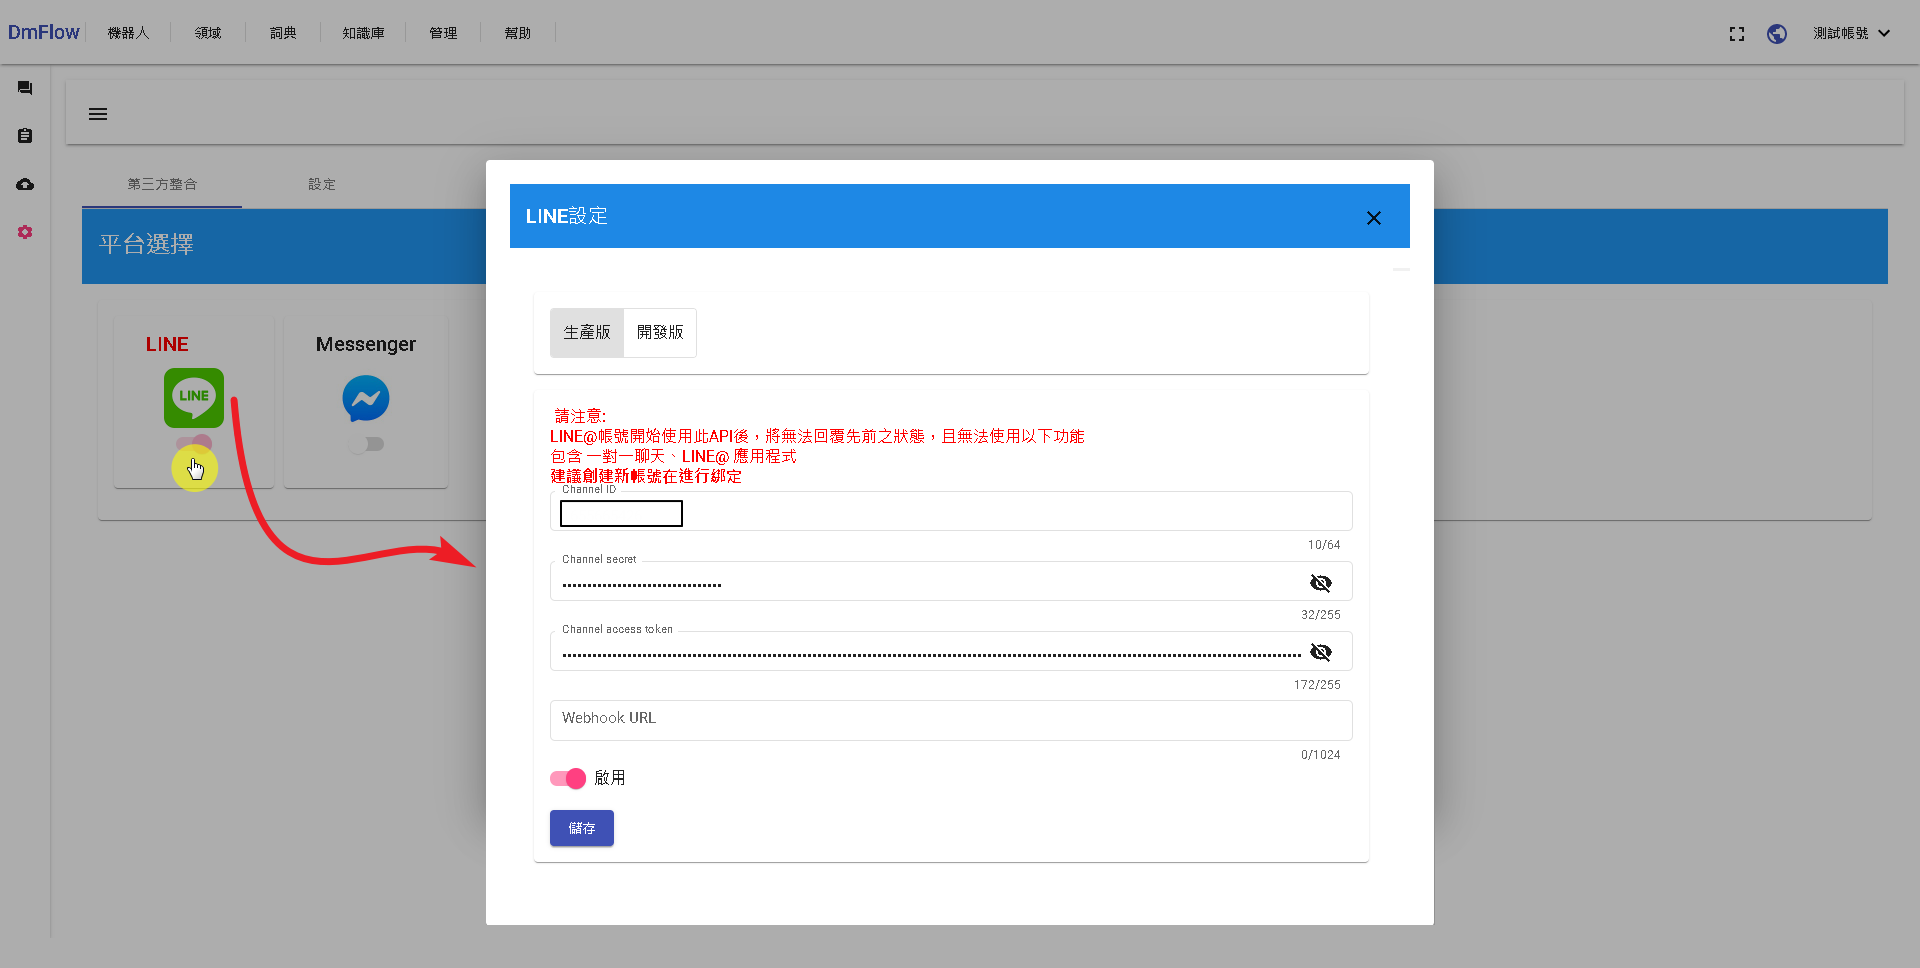 DmFlow
機器人
領域
詞典
知識庫
管理
幫助
測試帳號
第三方整合
設定
平台選擇
LINE
LINE
Messenger
LINE設定
生產版
開發版
請注意:
LINE@帳號開始使用此API後，將無法回覆先前之狀態，且無法使用以下功能
包含 一對一聊天、LINE@ 應用程式
建議創建新帳號在進行綁定
Channel ID
10/64
Channel secret
32/255
Channel access token
172/255
Webhook URL
0/1024
啟用
儲存